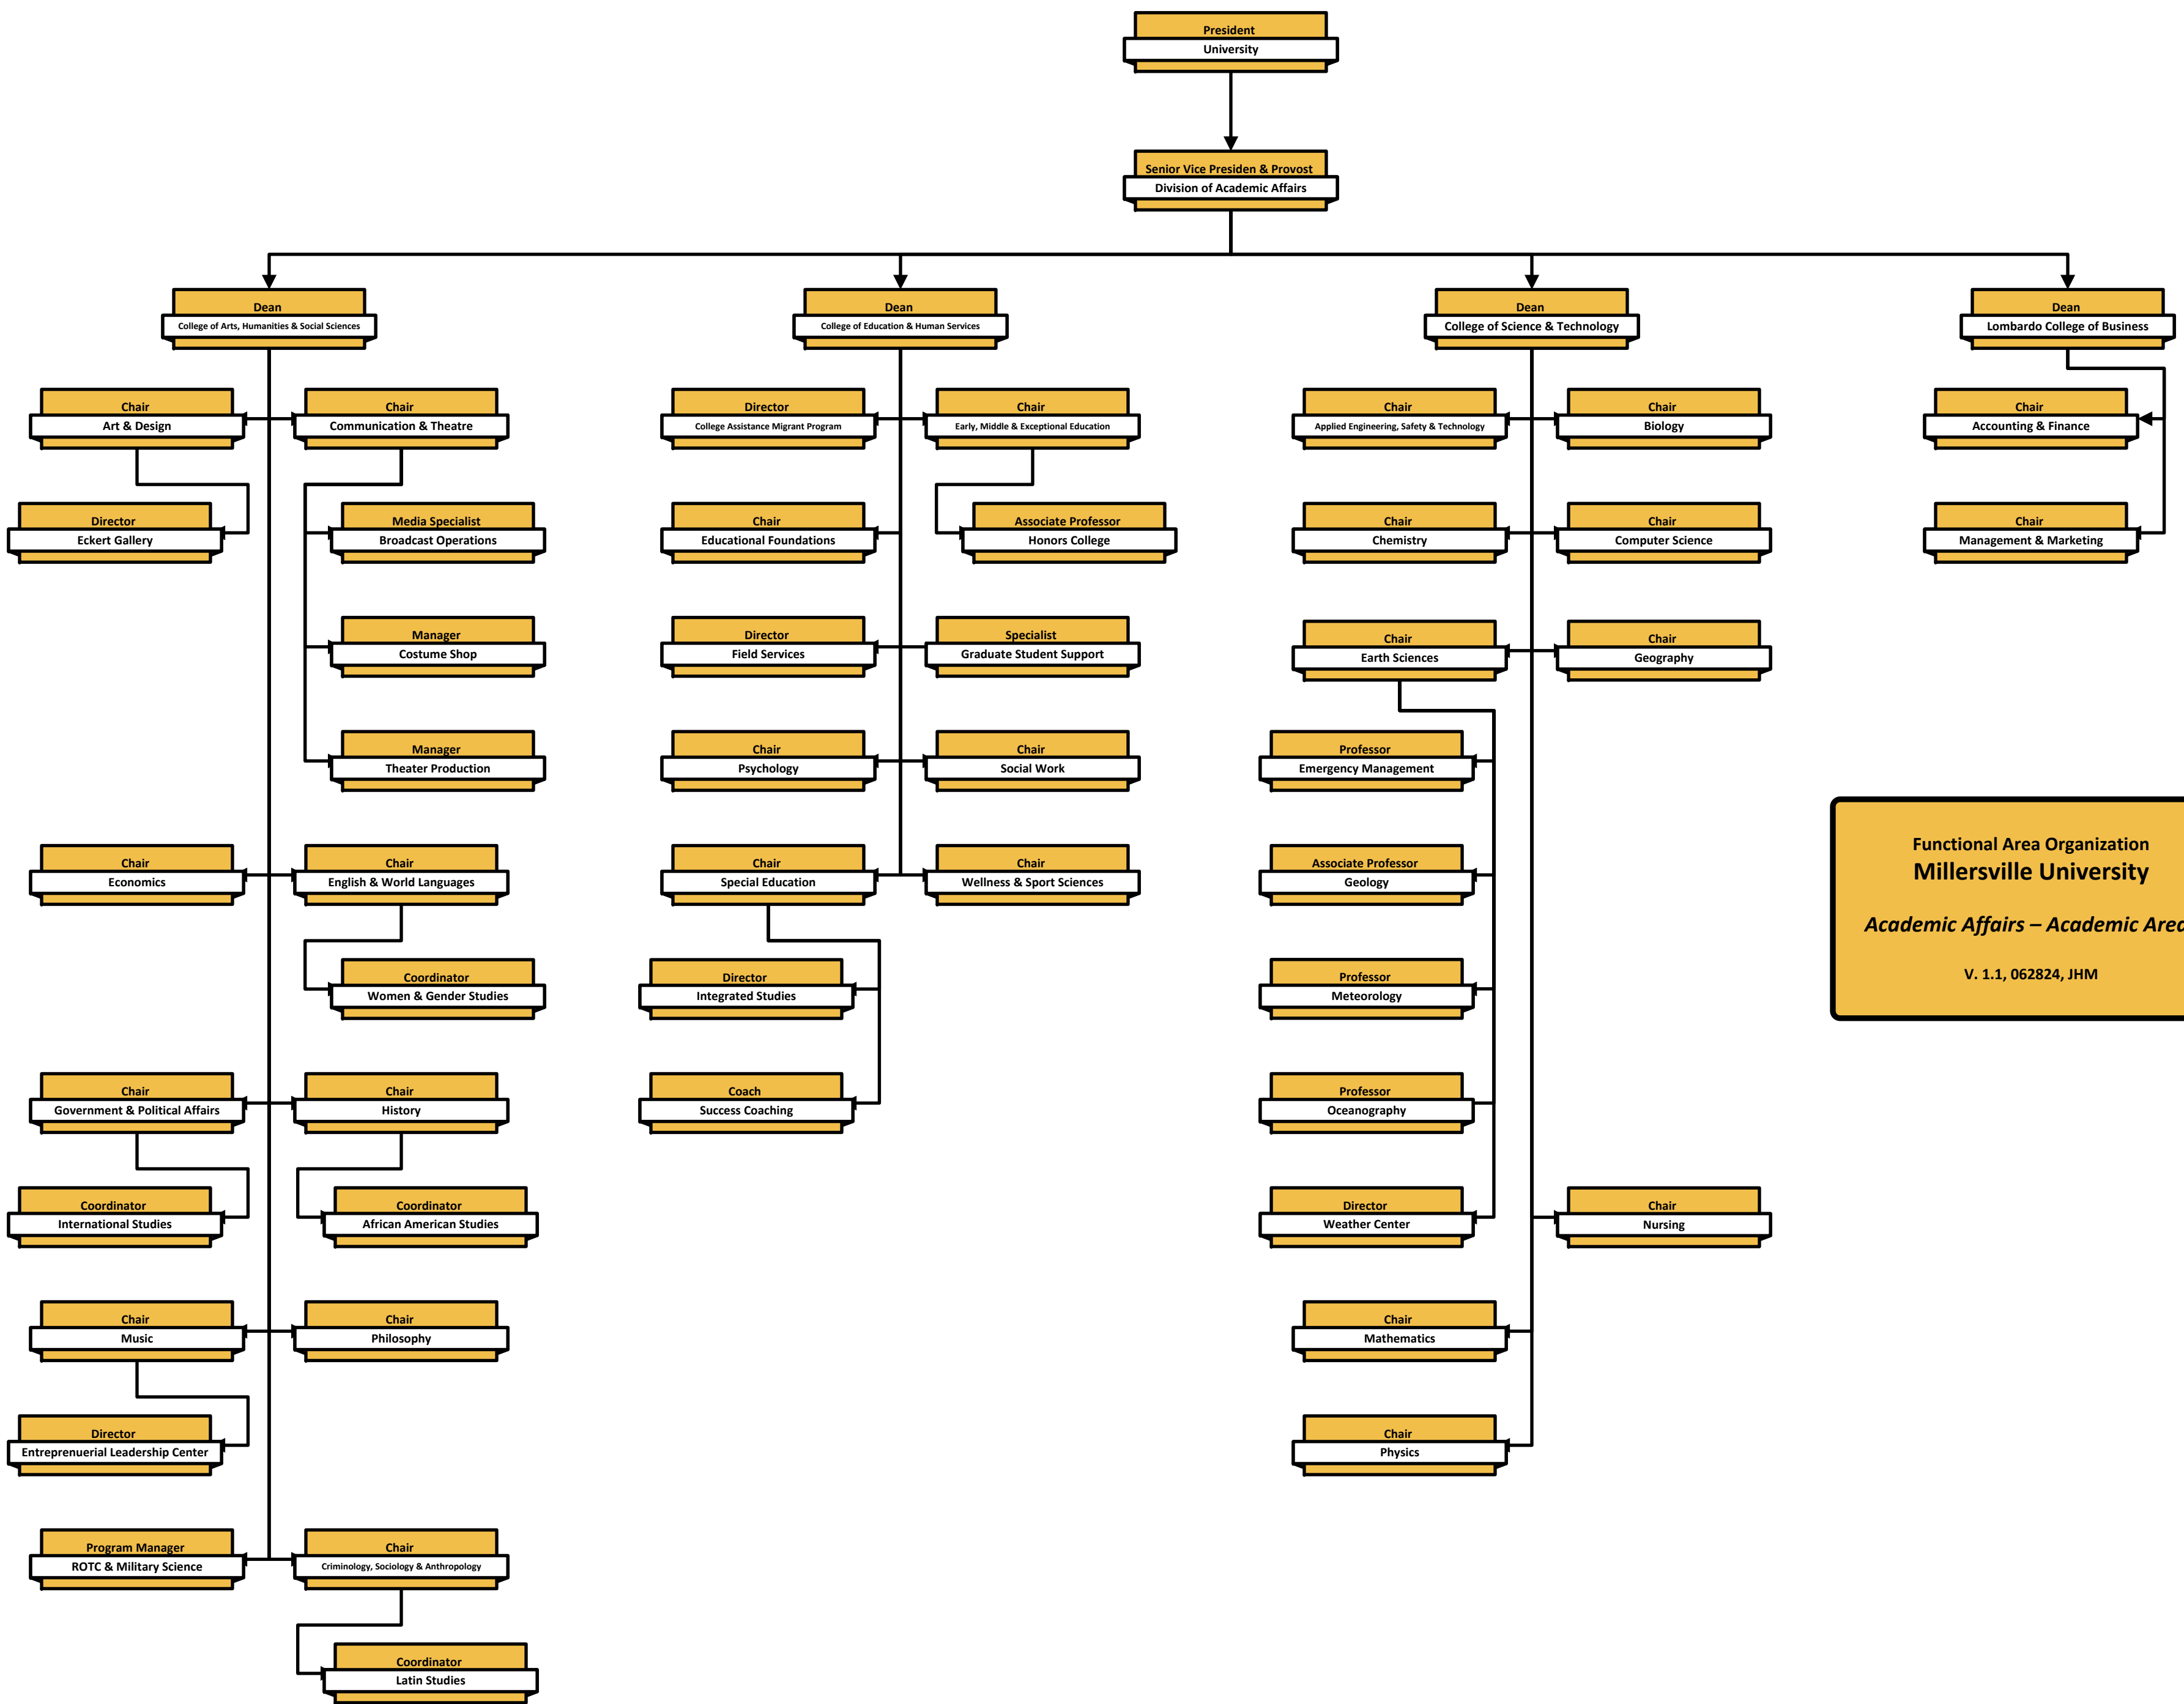 President
University
Senior Vice Presiden & Provost
Division of Academic Affairs
Dean
College of Arts, Humanities & Social Sciences
Dean
College of Education & Human Services
Dean
College of Science & Technology
Dean
Lombardo College of Business
Chair
Art & Design
Chair
Communication & Theatre
Director
College Assistance Migrant Program
Chair
Early, Middle & Exceptional Education
Chair
Applied Engineering, Safety & Technology
Chair
Biology
Chair
Accounting & Finance
Director
Eckert Gallery
Media Specialist
Broadcast Operations
Chair
Educational Foundations
Associate Professor
Honors College
Chair
Chemistry
Chair
Computer Science
Chair
Management & Marketing
Manager
Costume Shop
Director
Field Services
Specialist
Graduate Student Support
Chair
Earth Sciences
Chair
Geography
Manager
Theater Production
Chair
Psychology
Chair
Social Work
Professor
Emergency Management
Functional Area Organization
Millersville University
Academic Affairs – Academic Area
V. 1.1, 062824, JHM
Chair
Economics
Chair
English & World Languages
Chair
Special Education
Chair
Wellness & Sport Sciences
Associate Professor
Geology
Coordinator
Women & Gender Studies
Director
Integrated Studies
Professor
Meteorology
Chair
Government & Political Affairs
Chair
History
Coach
Success Coaching
Professor
Oceanography
Coordinator
International Studies
Coordinator
African American Studies
Director
Weather Center
Chair
Nursing
Chair
Music
Chair
Philosophy
Chair
Mathematics
Director
Entreprenuerial Leadership Center
Chair
Physics
Program Manager
ROTC & Military Science
Chair
Criminology, Sociology & Anthropology
Coordinator
Latin Studies